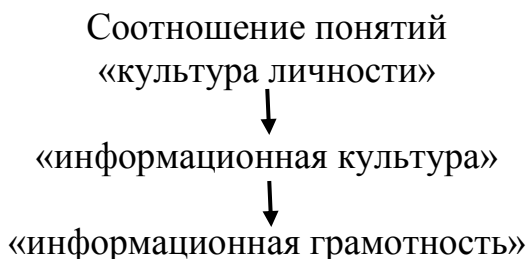 Соотношение понятий
«культура личности»
«информационная культура»
«информационная грамотность»